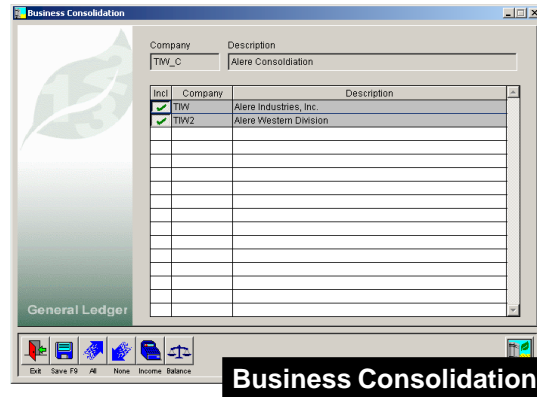 Business Consolidation
Company Description
TIW_C Alere Consoldiation
Incl Company Description
TIW Alere Industries, Inc.
TIW2 Alere Western Division
General Ledger
Exit Save F9 All None Income Balance
Business Consolidation